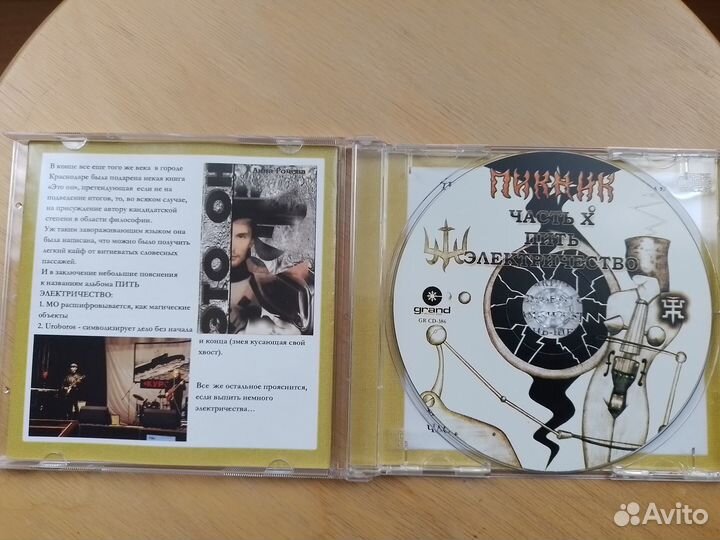 В конце все еще того же века в городе
Краснодаре была подарена некая книга
«Это он», претендующая если не на
подведение итогов, то, во всяком случае,
на присуждение автору кандидатской
степени в области философии.
Уж таким завораживающим языком она
была написана, что можно было получить
легкий кайф от витиеватых словесных
пассажей.
И в заключение небольшие пояснения
к названиям альбома ПИТЬ
ЭЛЕКТРИЧЕСТВО:
1. МО расшифровывается, как магические
объекты
2. Uroboros - символизирует дело без начала
и конца (змея кусающая свой
хвост).
Все же остальное прояснится,
если выпить немного
электричества...
Анна
ЭТО ОН
КУР
ПИКНИК
ЧАСТЬ X
ПИТЬ
ЭЛЕКТРИЧЕСТВО
grand
GR CD-386
Avito